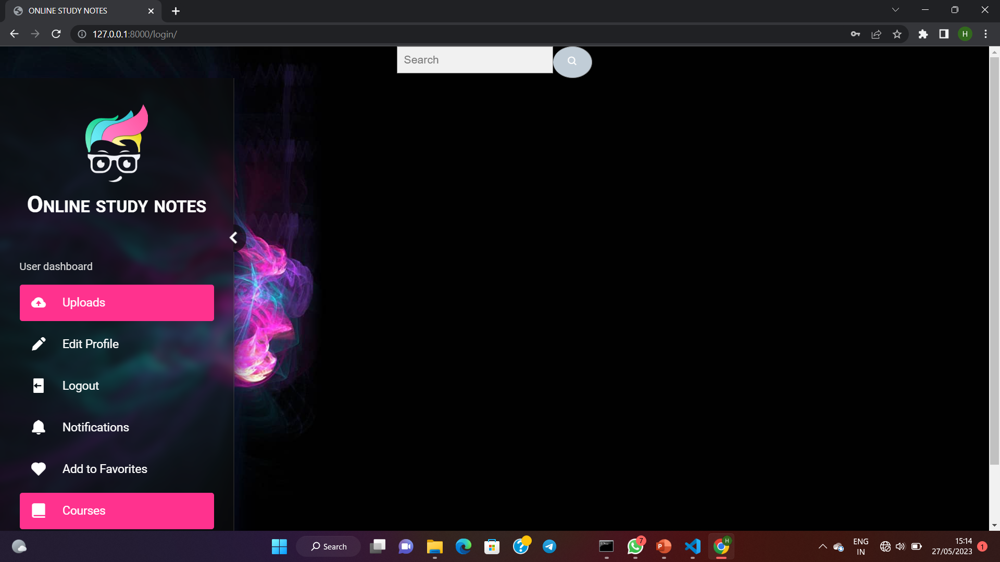 ONLINE STUDY NOTES
127.0.0.1:8000/login/
H
Search
ONLINE STUDY NOTES
User dashboard
Uploads
Edit Profile
Logout
Notifications
Add to Favorites
Courses
Search
7
P
H
ENG
IN
15:14
27/05/2023
1